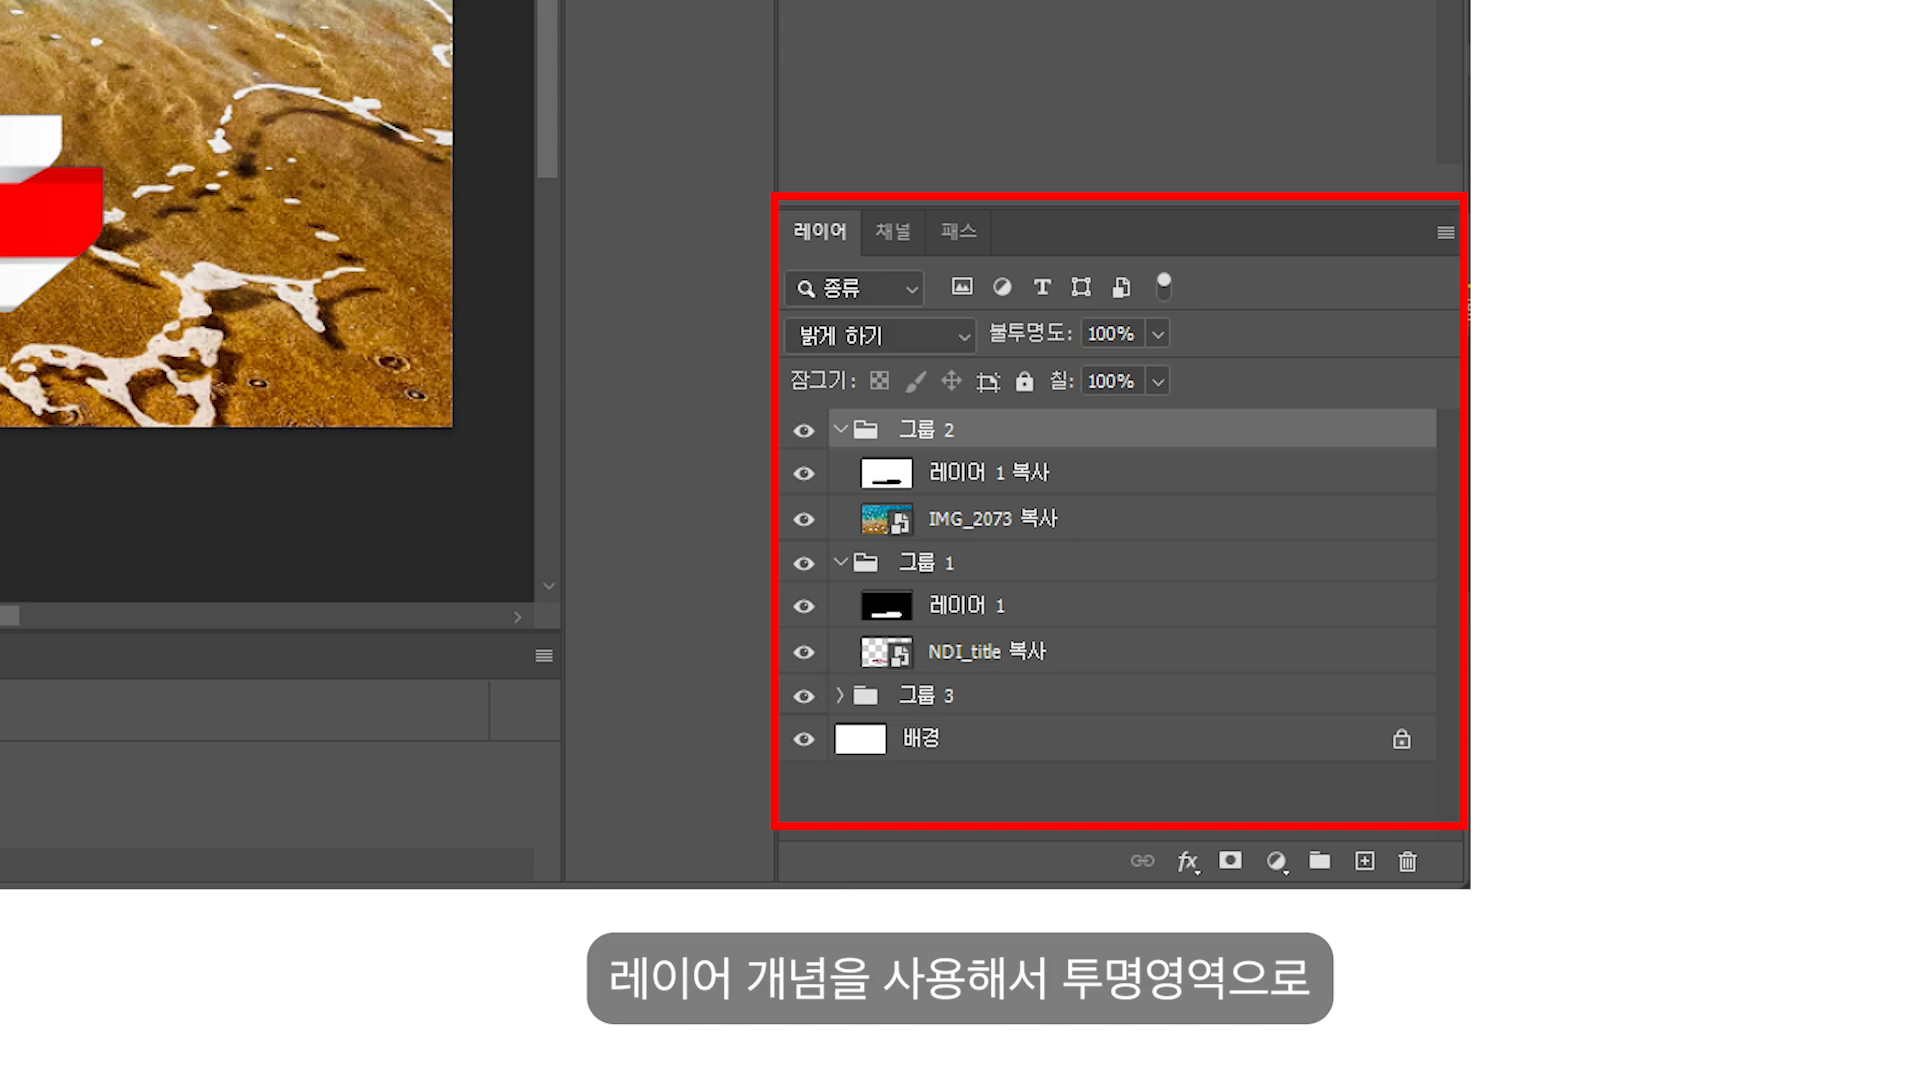 레이어 채널 패스
종류
밝게 하기 불투명도: 100%
잠그기: 칠: 100%
그룹 2
레이어 1 복사
IMG_2073 복사
그룹 1
레이어 1
NDI_title 복사
그룹 3
배경
fx
레이어 개념을 사용해서 투명영역으로